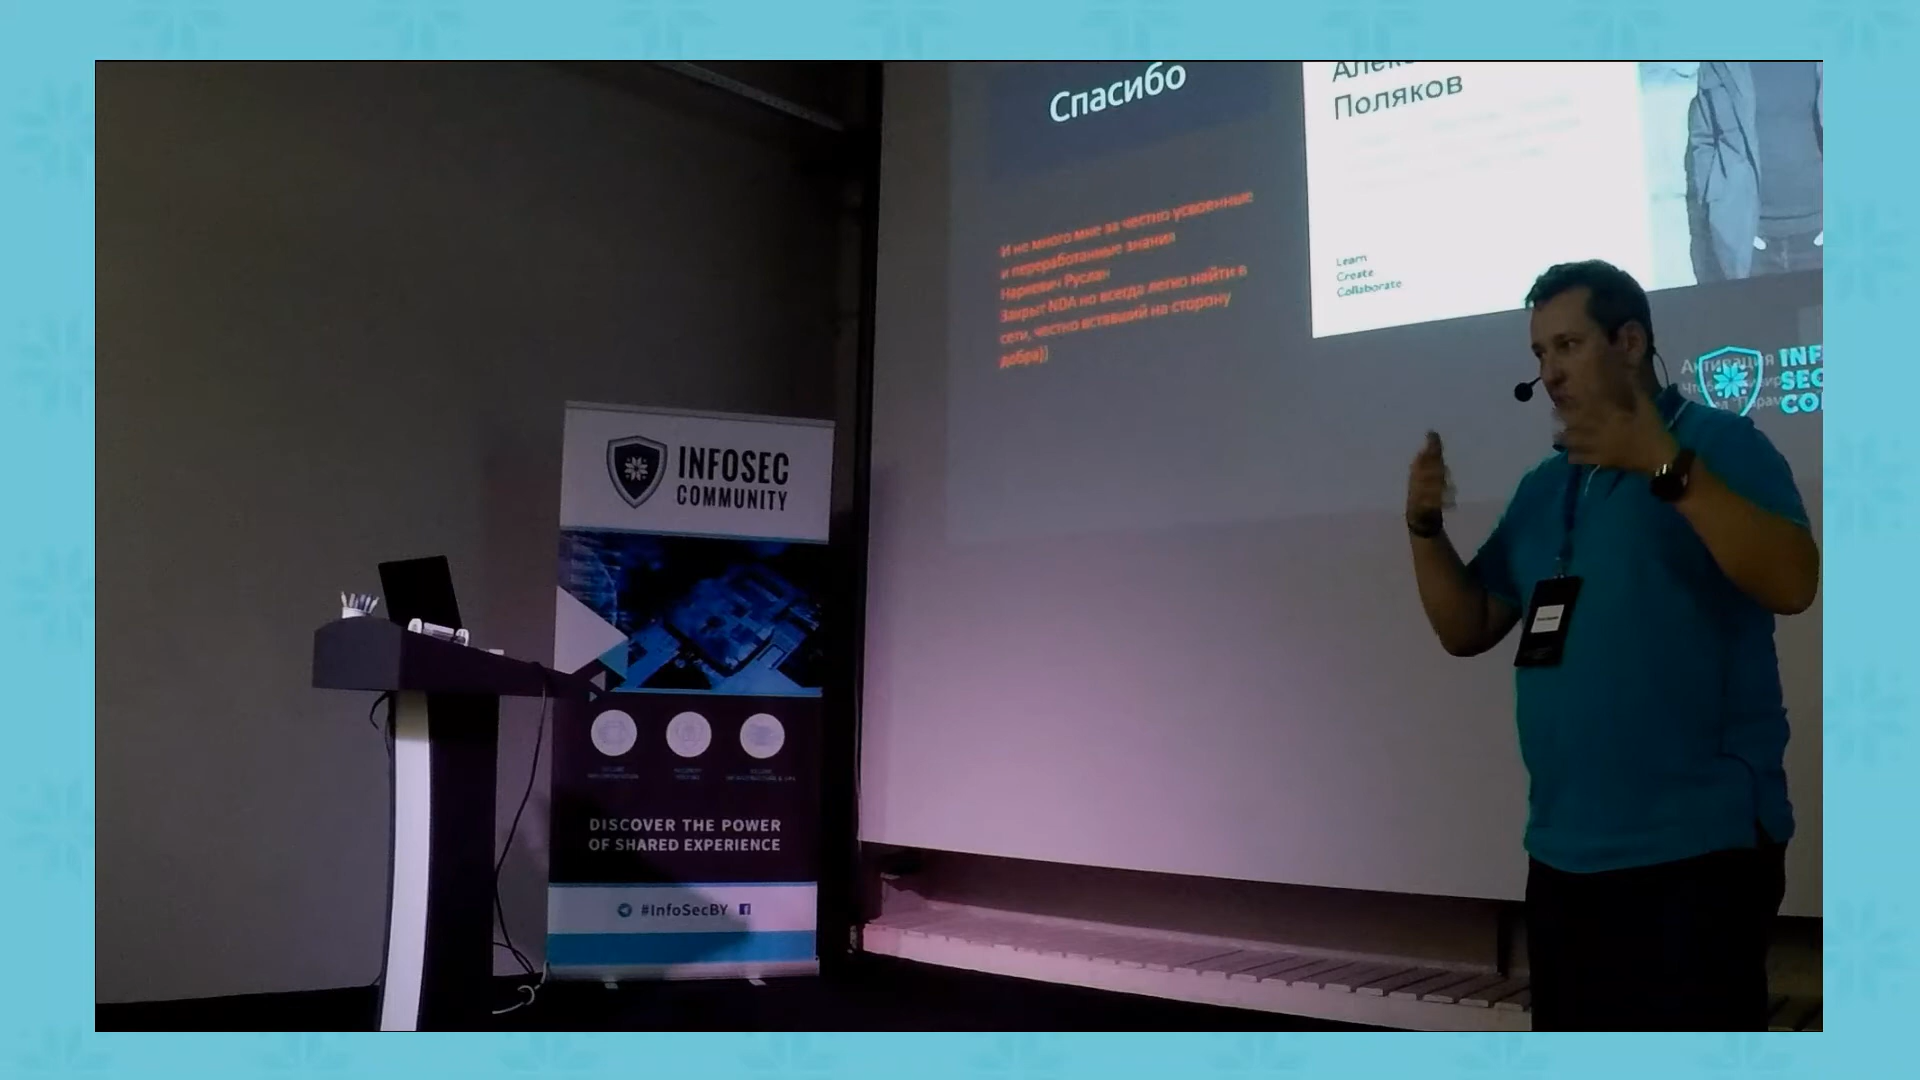 Спасибо
Поляков
И не много мне за честно усвоенные
и переработанные знания
Наркевич Руслан
Закрыт NDA но всегда легко найти в
сети, честно вставший на сторону
добра))
Learn
Create
Collaborate
Активация
INFOSEC
COMMUNITY
DISCOVER THE POWER
OF SHARED EXPERIENCE
#InfoSecBY